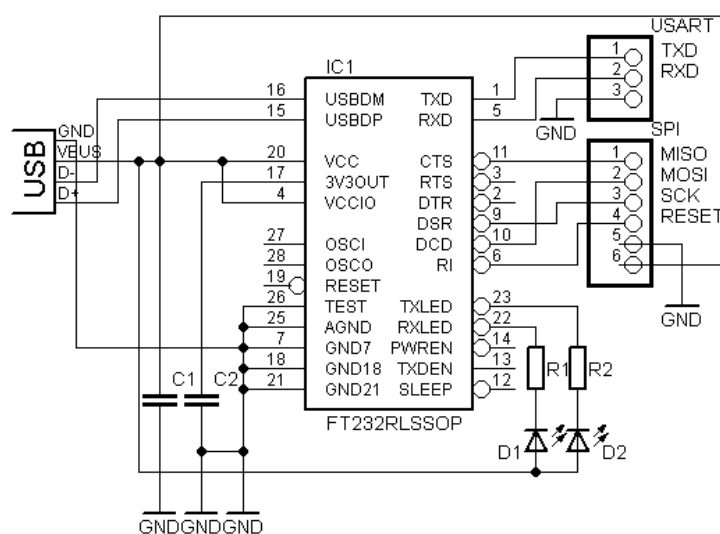 USART
IC1
16 USBDM TXD 1
15 USBDP RXD 5
1 TXD
2 RXD
3
GND
SPI
USB
GND
VBUS
D-
D+
20 VCC CTS 11
17 3V3OUT RTS 3
4 VCCIO DTR 2
DSR 9
27 OSCI DCD 10
28 OSCO RI 6
19 RESET
26 TEST TXLED 23
25 AGND RXLED 22
7 GND7 PWREN 14
18 GND18 TXDEN 13
21 GND21 SLEEP 12
1 MISO
2 MOSI
3 SCK
4 RESET
5
6
GND
C1 C2
R1 R2
FT232RLSSOP
D1 D2
GND GND GND